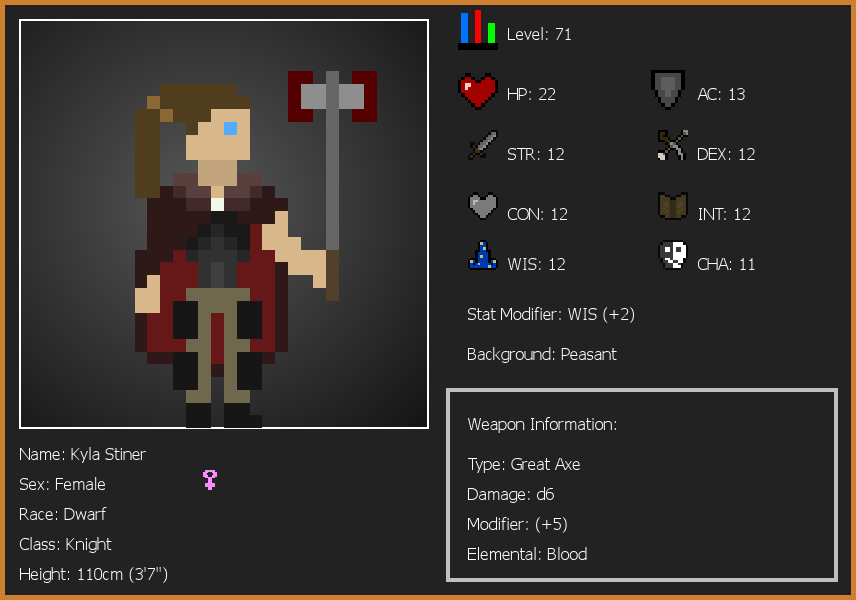 Level: 71
HP: 22
AC: 13
STR: 12
DEX: 12
CON: 12
INT: 12
WIS: 12
CHA: 11
Stat Modifier: WIS (+2)
Background: Peasant
Weapon Information:
Type: Great Axe
Damage: d6
Modifier: (+5)
Elemental: Blood
Name: Kyla Stiner
Sex: Female
Race: Dwarf
Class: Knight
Height: 110cm (3'7")